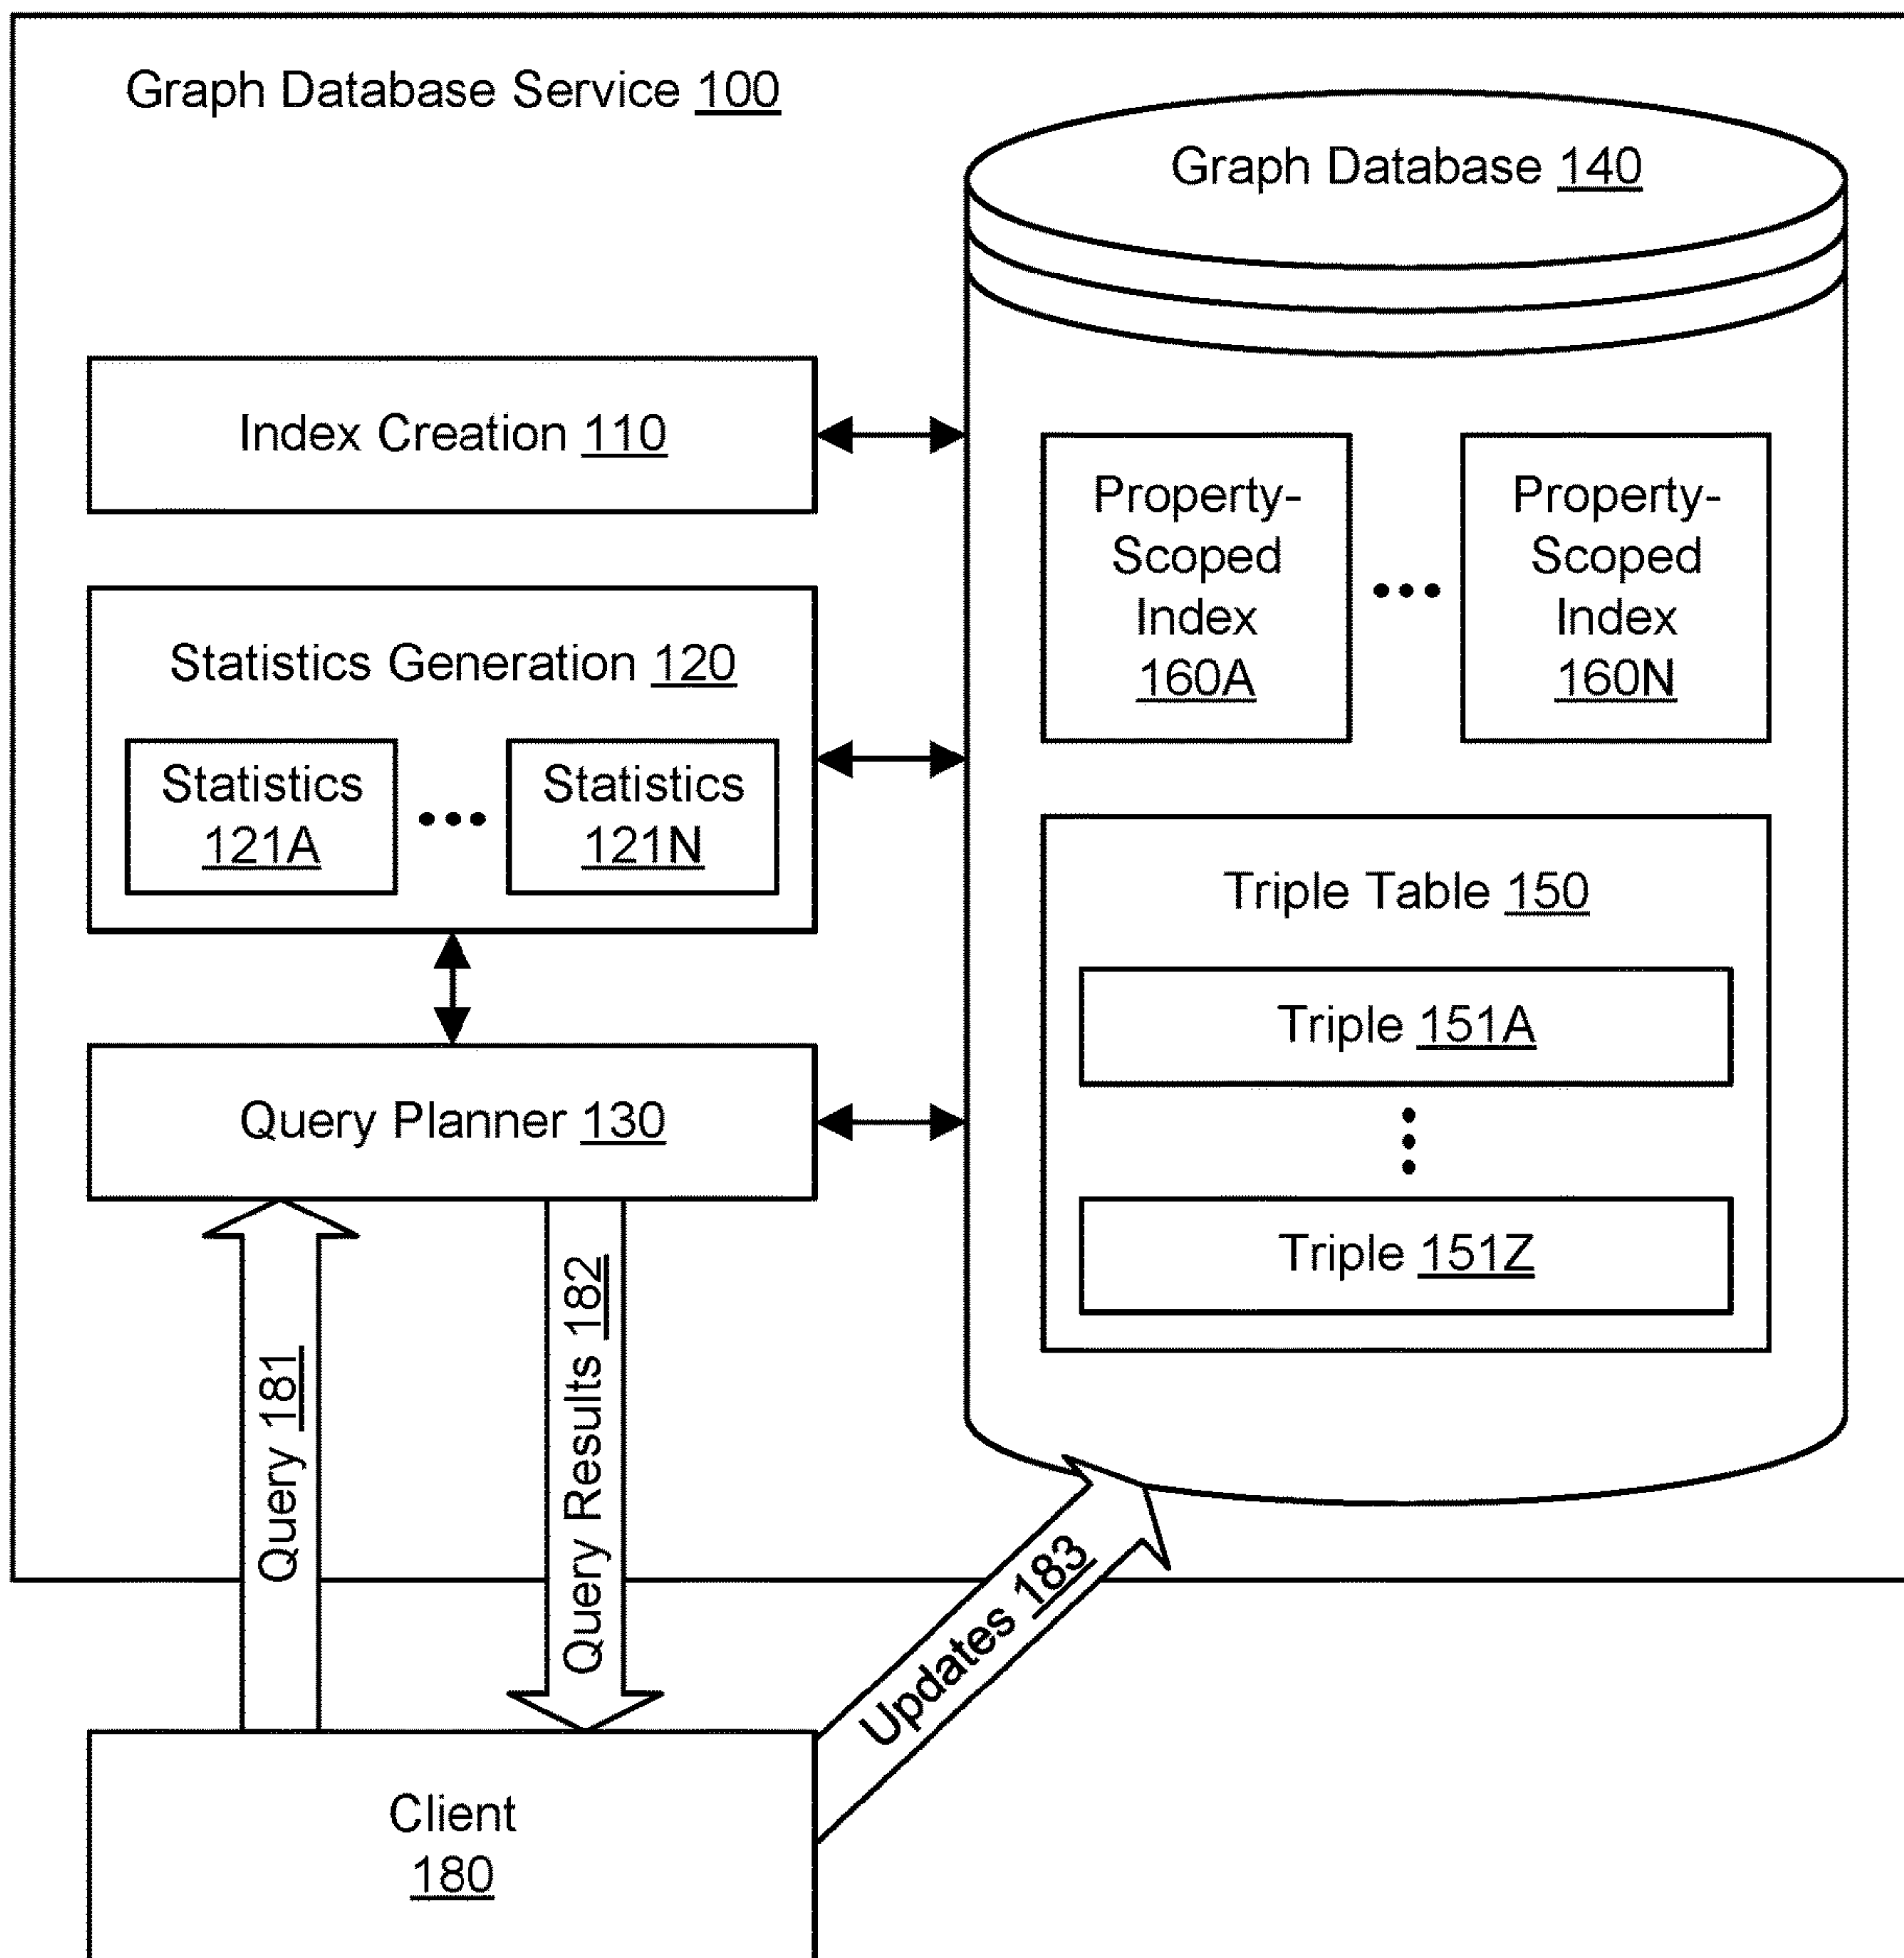 Graph Database Service 100
Graph Database 140
Index Creation 110
Property-
Scoped
Index
160A
Property-
Scoped
Index
160N
Statistics Generation 120
Statistics
121A
Statistics
121N
Triple Table 150
Triple 151A
Triple 151Z
Query Planner 130
Query 181
Query Results 182
Updates 183
Client
180